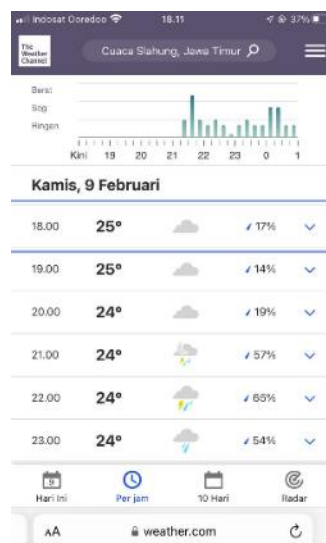 Indosat Ooredoo 18.11 37%
The Weather Channel
Cuaca Slahung, Jawa Timur
Berat
Sdg
Ringan
Kini 19 20 21 22 23 0 1
Kamis, 9 Februari
18.00 25° 17%
19.00 25° 14%
20.00 24° 19%
21.00 24° 57%
22.00 24° 65%
23.00 24° 54%
9
Hari Ini Per jam 10 Hari Radar
AA weather.com